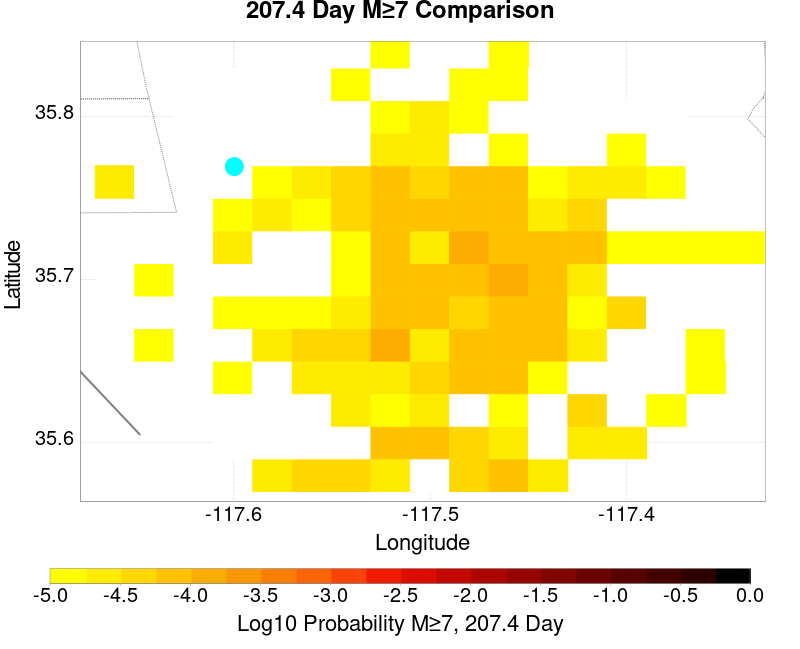 207.4 Day M≥7 Comparison
35.8
35.7
35.6
Latitude
-117.6 -117.5 -117.4
Longitude
-5.0 -4.5 -4.0 -3.5 -3.0 -2.5 -2.0 -1.5 -1.0 -0.5 0.0
Log10 Probability M≥7, 207.4 Day